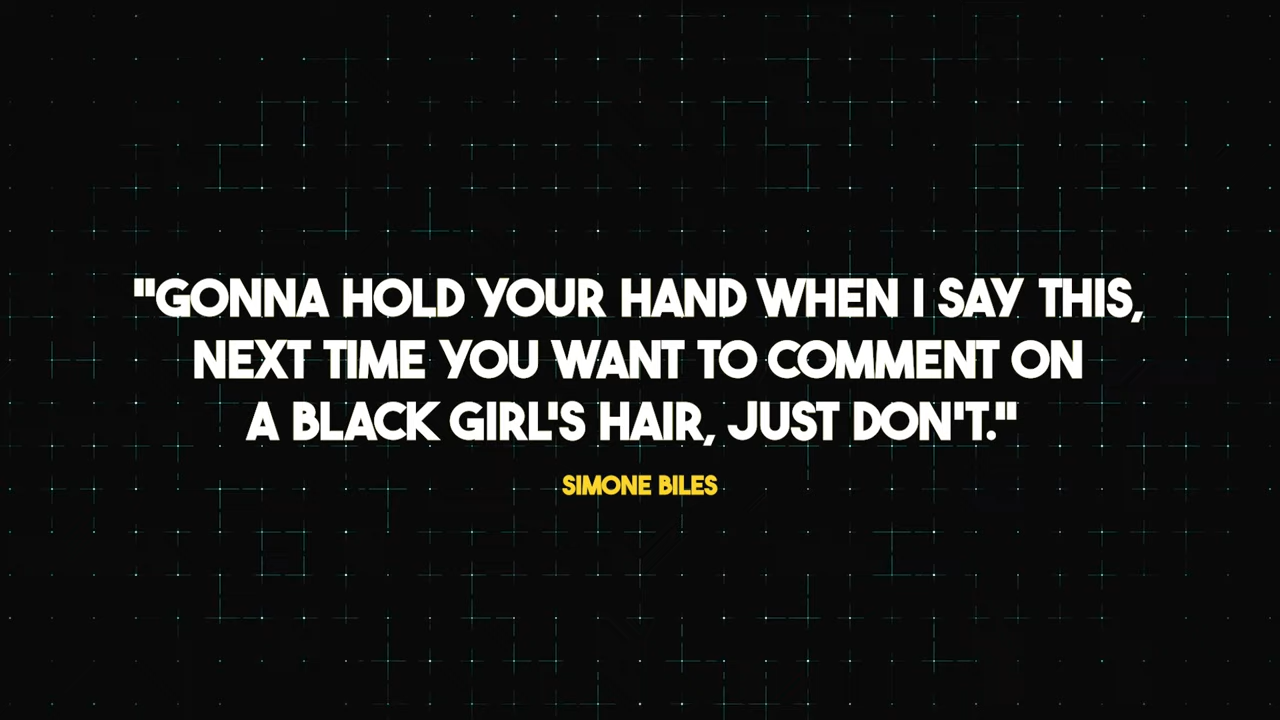 "GONNA HOLD YOUR HAND WHEN I SAY THIS,
NEXT TIME YOU WANT TO COMMENT ON
A BLACK GIRL'S HAIR, JUST DON'T."
SIMONE BILES